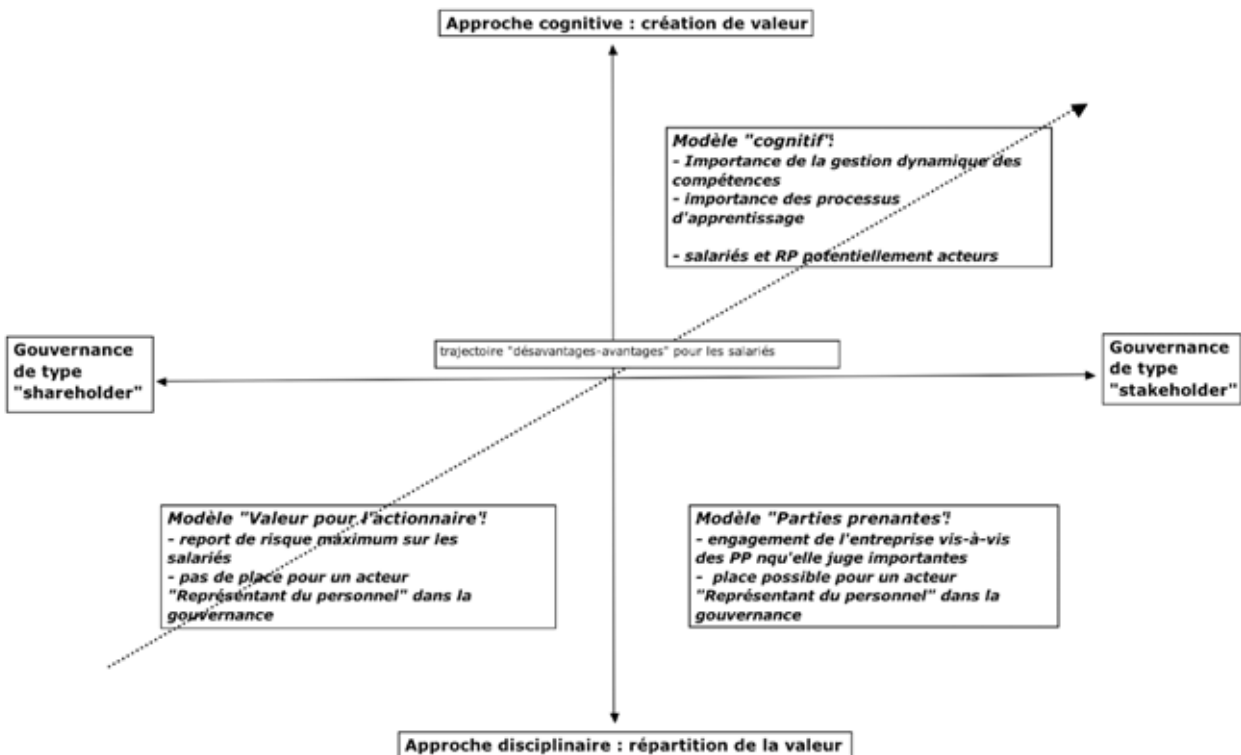 Approche cognitive : création de valeur
Modèle "cognitif":
- Importance de la gestion dynamique des
compétences
- importance des processus
d'apprentissage
- salariés et RP potentiellement acteurs
trajectoire "désavantages-avantages" pour les salariés
Gouvernance
de type
"shareholder"
Gouvernance
de type
"stakeholder"
Modèle "Valeur pour l'actionnaire":
- report de risque maximum sur les
salariés
- pas de place pour un acteur
"Représentant du personnel" dans la
gouvernance
Modèle "Parties prenantes":
- engagement de l'entreprise vis-à-vis
des PP nqu'elle juge importantes
- place possible pour un acteur
"Représentant du personnel" dans la
gouvernance
Approche disciplinaire : répartition de la valeur